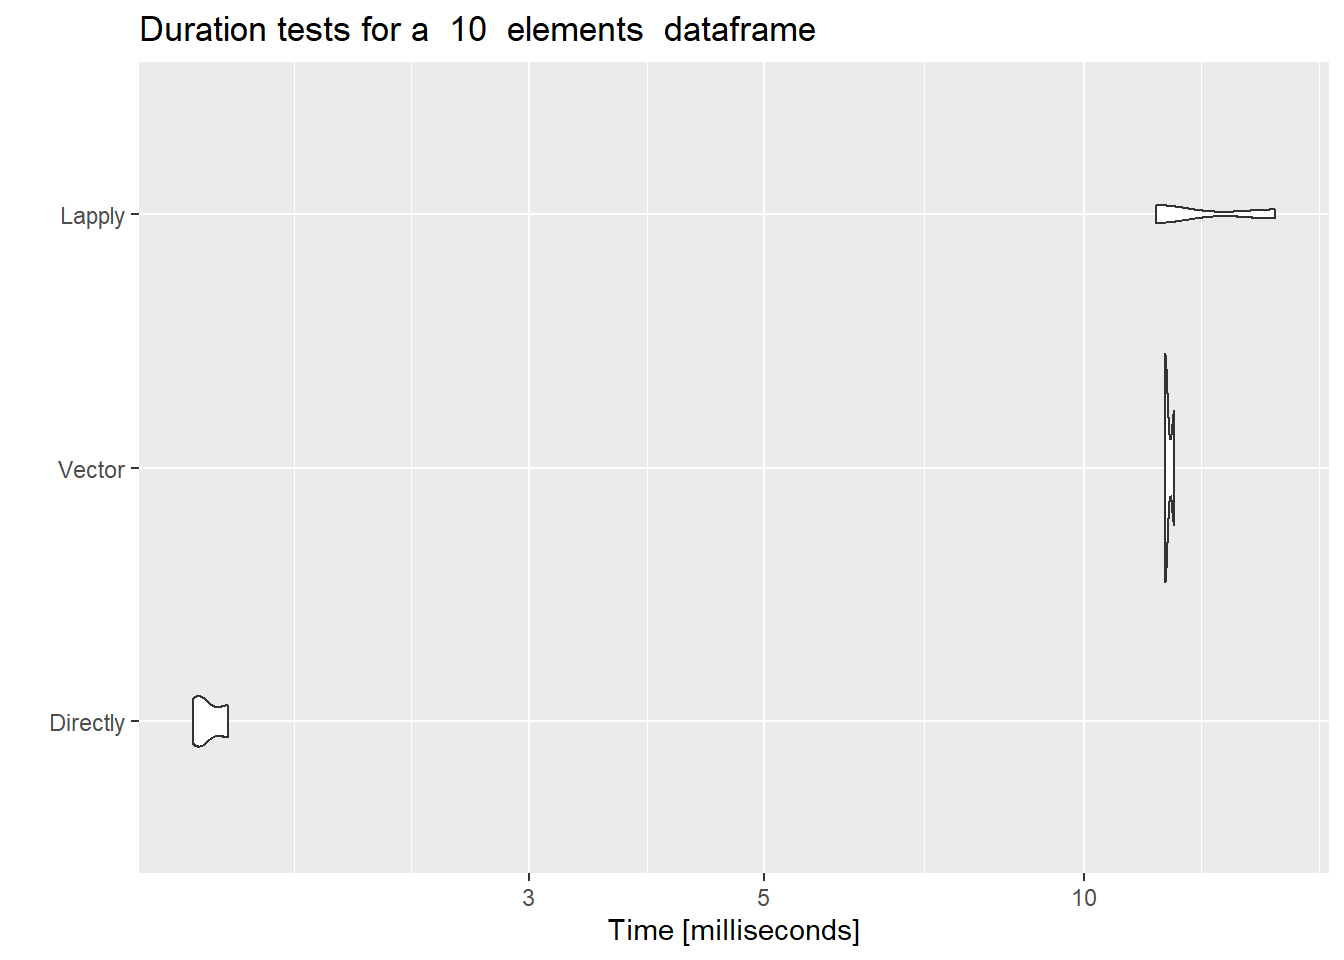 Duration tests for a  10  elements  dataframe
Lapply
Vector
Directly
3 5 10
Time [milliseconds]